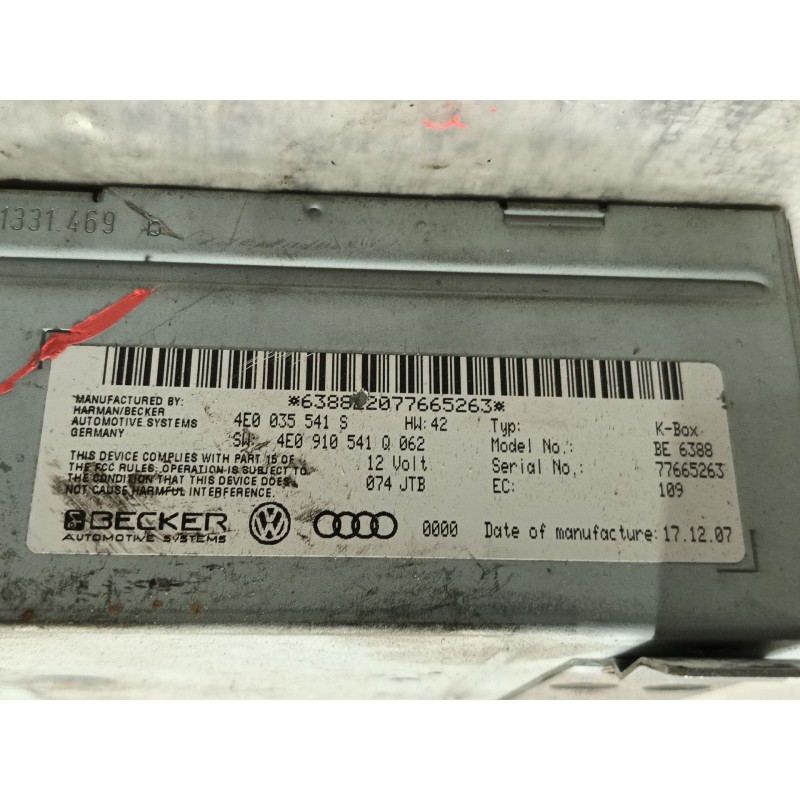 1331.469 D
MANUFACTURED BY:
HARMAN/BECKER
AUTOMOTIVE SYSTEMS
GERMANY
4E0 035 541 S HW: 42
SW: 4E0 910 541 Q 062
THIS DEVICE COMPLIES WITH PART 15 OF
THE FCC RULES. OPERATION IS SUBJECT TO
THE CONDITION THAT THIS DEVICE DOES
NOT CAUSE HARMFUL INTERFERENCE
12 Volt
074 JTB
Typ: K-Box
Model No.: BE 6388
Serial No.: 77665263
EC: 109
BECKER
AUTOMOTIVE SYSTEMS
0000 Date of manufacture: 17.12.07